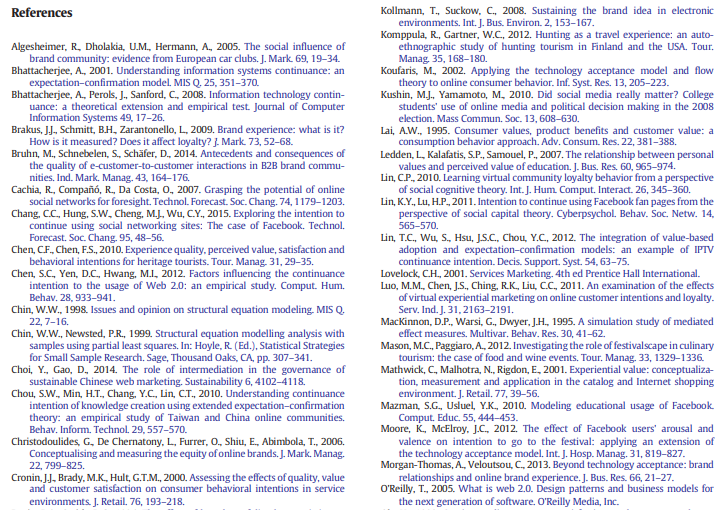 References
Algesheimer, R., Dholakia, U.M., Hermann, A., 2005. The social influence of
brand community: evidence from European car clubs. J. Mark. 69, 19–34.
Bhattacherjee, A., 2001. Understanding information systems continuance: an
expectation–confirmation model. MIS Q, 25, 351–370.
Bhattacherjee, A., Perols, J., Sanford, C., 2008. Information technology contin-
uance: a theoretical extension and empirical test. Journal of Computer
Information Systems 49, 17–26.
Brakus, J.J., Schmitt, B.H., Zarantonello, L., 2009. Brand experience: what is it?
How is it measured? Does it affect loyalty? J. Mark. 73, 52–68.
Bruhn, M., Schnebelen, S., Schäfer, D., 2014. Antecedents and consequences of
the quality of e-customer-to-customer interactions in B2B brand commu-
nities. Ind. Mark. Manag. 43, 164–176.
Cachia, R., Compañó, R., Da Costa, O., 2007. Grasping the potential of online
social networks for foresight. Technol. Forecast. Soc. Chang. 74, 1179–1203.
Chang, C.C., Hung, S.W., Cheng, M.J., Wu, C.Y., 2015. Exploring the intention to
continue using social networking sites: The case of Facebook. Technol.
Forecast. Soc. Chang. 95, 48–56.
Chen, C.F., Chen, F.S., 2010. Experience quality, perceived value, satisfaction and
behavioral intentions for heritage tourists. Tour. Manag. 31, 29–35.
Chen, S.C., Yen, D.C., Hwang, M.I., 2012. Factors influencing the continuance
intention to the usage of Web 2.0: an empirical study. Comput. Hum.
Behav. 28, 933–941.
Chin, W.W., 1998. Issues and opinion on structural equation modeling. MIS Q,
22, 7–16.
Chin, W.W., Newsted, P.R., 1999. Structural equation modelling analysis with
samples using partial least squares. In: Hoyle, R. (Ed.), Statistical Strategies
for Small Sample Research. Sage, Thousand Oaks, CA, pp. 307–341.
Choi, Y., Gao, D., 2014. The role of intermediation in the governance of
sustainable Chinese web marketing. Sustainability 6, 4102–4118.
Chou, S.W., Min, H.T., Chang, Y.C., Lin, C.T., 2010. Understanding continuance
intention of knowledge creation using extended expectation–confirmation
theory: an empirical study of Taiwan and China online communities.
Behav. Inform. Technol. 29, 557–570.
Christodoulides, G., De Chernatony, L., Furrer, O., Shiu, E., Abimbola, T., 2006.
Conceptualising and measuring the equity of online brands. J. Mark. Manag.
22, 799–825.
Cronin, J.J., Brady, M.K., Hult, G.T.M., 2000. Assessing the effects of quality, value
and customer satisfaction on consumer behavioral intentions in service
environments. J. Retail. 76, 193–218.
Kollmann, T., Suckow, C., 2008. Sustaining the brand idea in electronic
environments. Int. J. Bus. Environ. 2, 153–167.
Komppula, R., Gartner, W.C., 2012. Hunting as a travel experience: an auto-
ethnographic study of hunting tourism in Finland and the USA. Tour.
Manag. 35, 168–180.
Koufaris, M., 2002. Applying the technology acceptance model and flow
theory to online consumer behavior. Inf. Syst. Res. 13, 205–223.
Kushin, M.J., Yamamoto, M., 2010. Did social media really matter? College
students' use of online media and political decision making in the 2008
election. Mass Commun. Soc. 13, 608–630.
Lai, A.W., 1995. Consumer values, product benefits and customer value: a
consumption behavior approach. Adv. Consum. Res. 22, 381–388.
Ledden, L., Kalafatis, S.P., Samouel, P., 2007. The relationship between personal
values and perceived value of education. J. Bus. Res. 60, 965–974.
Lin, C.P., 2010. Learning virtual community loyalty behavior from a perspective
of social cognitive theory. Int. J. Hum. Comput. Interact. 26, 345–360.
Lin, K.Y., Lu, H.P., 2011. Intention to continue using Facebook fan pages from the
perspective of social capital theory. Cyberpsychol. Behav. Soc. Netw. 14,
565–570.
Lin, T.C., Wu, S., Hsu, J.S.C., Chou, Y.C., 2012. The integration of value-based
adoption and expectation–confirmation models: an example of IPTV
continuance intention. Decis. Support. Syst. 54, 63–75.
Lovelock, C.H., 2001. Services Marketing. 4th ed Prentice Hall International.
Luo, M.M., Chen, J.S., Ching, R.K., Liu, C.C., 2011. An examination of the effects
of virtual experiential marketing on online customer intentions and loyalty.
Serv. Ind. J. 31, 2163–2191.
MacKinnon, D.P., Warsi, G., Dwyer, J.H., 1995. A simulation study of mediated
effect measures. Multivar. Behav. Res. 30, 41–62.
Mason, M.C., Paggiaro, A., 2012. Investigating the role of festivalscape in culinary
tourism: the case of food and wine events. Tour. Manag. 33, 1329–1336.
Mathwick, C., Malhotra, N., Rigdon, E., 2001. Experiential value: conceptualiza-
tion, measurement and application in the catalog and Internet shopping
environment. J. Retail. 77, 39–56.
Mazman, S.G., Usluel, Y.K., 2010. Modeling educational usage of Facebook.
Comput. Educ. 55, 444–453.
Moore, K., McElroy, J.C., 2012. The effect of Facebook users' arousal and
valence on intention to go to the festival: applying an extension of
the technology acceptance model. Int. J. Hosp. Manag. 31, 819–827.
Morgan-Thomas, A., Veloutsou, C., 2013. Beyond technology acceptance: brand
relationships and online brand experience. J. Bus. Res. 66, 21–27.
O'Reilly, T., 2005. What is web 2.0. Design patterns and business models for
the next generation of software. O'Reilly Media, Inc.